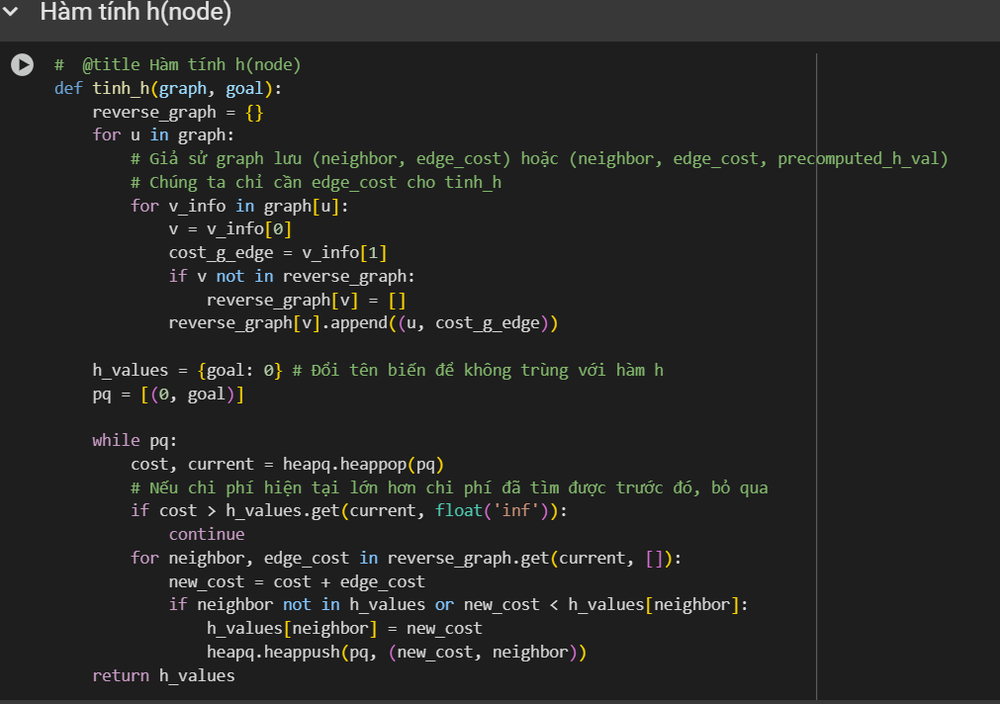 Hàm tính h(node)
# @title Hàm tính h(node)
def tinh_h(graph, goal):
    reverse_graph = {}
    for u in graph:
        # Giả sử graph lưu (neighbor, edge_cost) hoặc (neighbor, edge_cost, precomputed_h_val)
        # Chúng ta chỉ cần edge_cost cho tinh_h
        for v_info in graph[u]:
            v = v_info[0]
            cost_g_edge = v_info[1]
            if v not in reverse_graph:
                reverse_graph[v] = []
            reverse_graph[v].append((u, cost_g_edge))
    h_values = {goal: 0} # Đổi tên biến để không trùng với hàm h
    pq = [(0, goal)]
    while pq:
        cost, current = heapq.heappop(pq)
        # Nếu chi phí hiện tại lớn hơn chi phí đã tìm được trước đó, bỏ qua
        if cost > h_values.get(current, float('inf')):
            continue
        for neighbor, edge_cost in reverse_graph.get(current, []):
            new_cost = cost + edge_cost
            if neighbor not in h_values or new_cost < h_values[neighbor]:
                h_values[neighbor] = new_cost
                heapq.heappush(pq, (new_cost, neighbor))
    return h_values